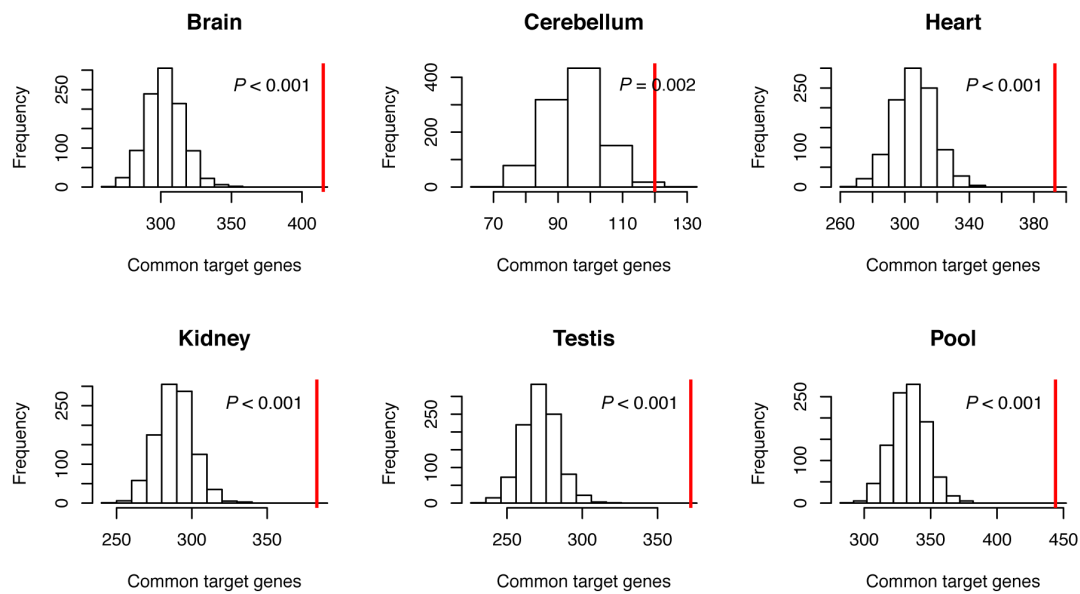 Brain
Cerebellum
Heart
Frequency
0
100
250
P < 0.001
300
350
400
Common target genes
Frequency
0
200
400
P = 0.002
70
90
110
130
Common target genes
Frequency
0
100
250
P < 0.001
260
300
340
380
Common target genes
Kidney
Testis
Pool
Frequency
0
100
250
P < 0.001
250
300
350
Common target genes
Frequency
0
100
250
P < 0.001
250
300
350
Common target genes
Frequency
0
100
250
P < 0.001
300
350
400
450
Common target genes